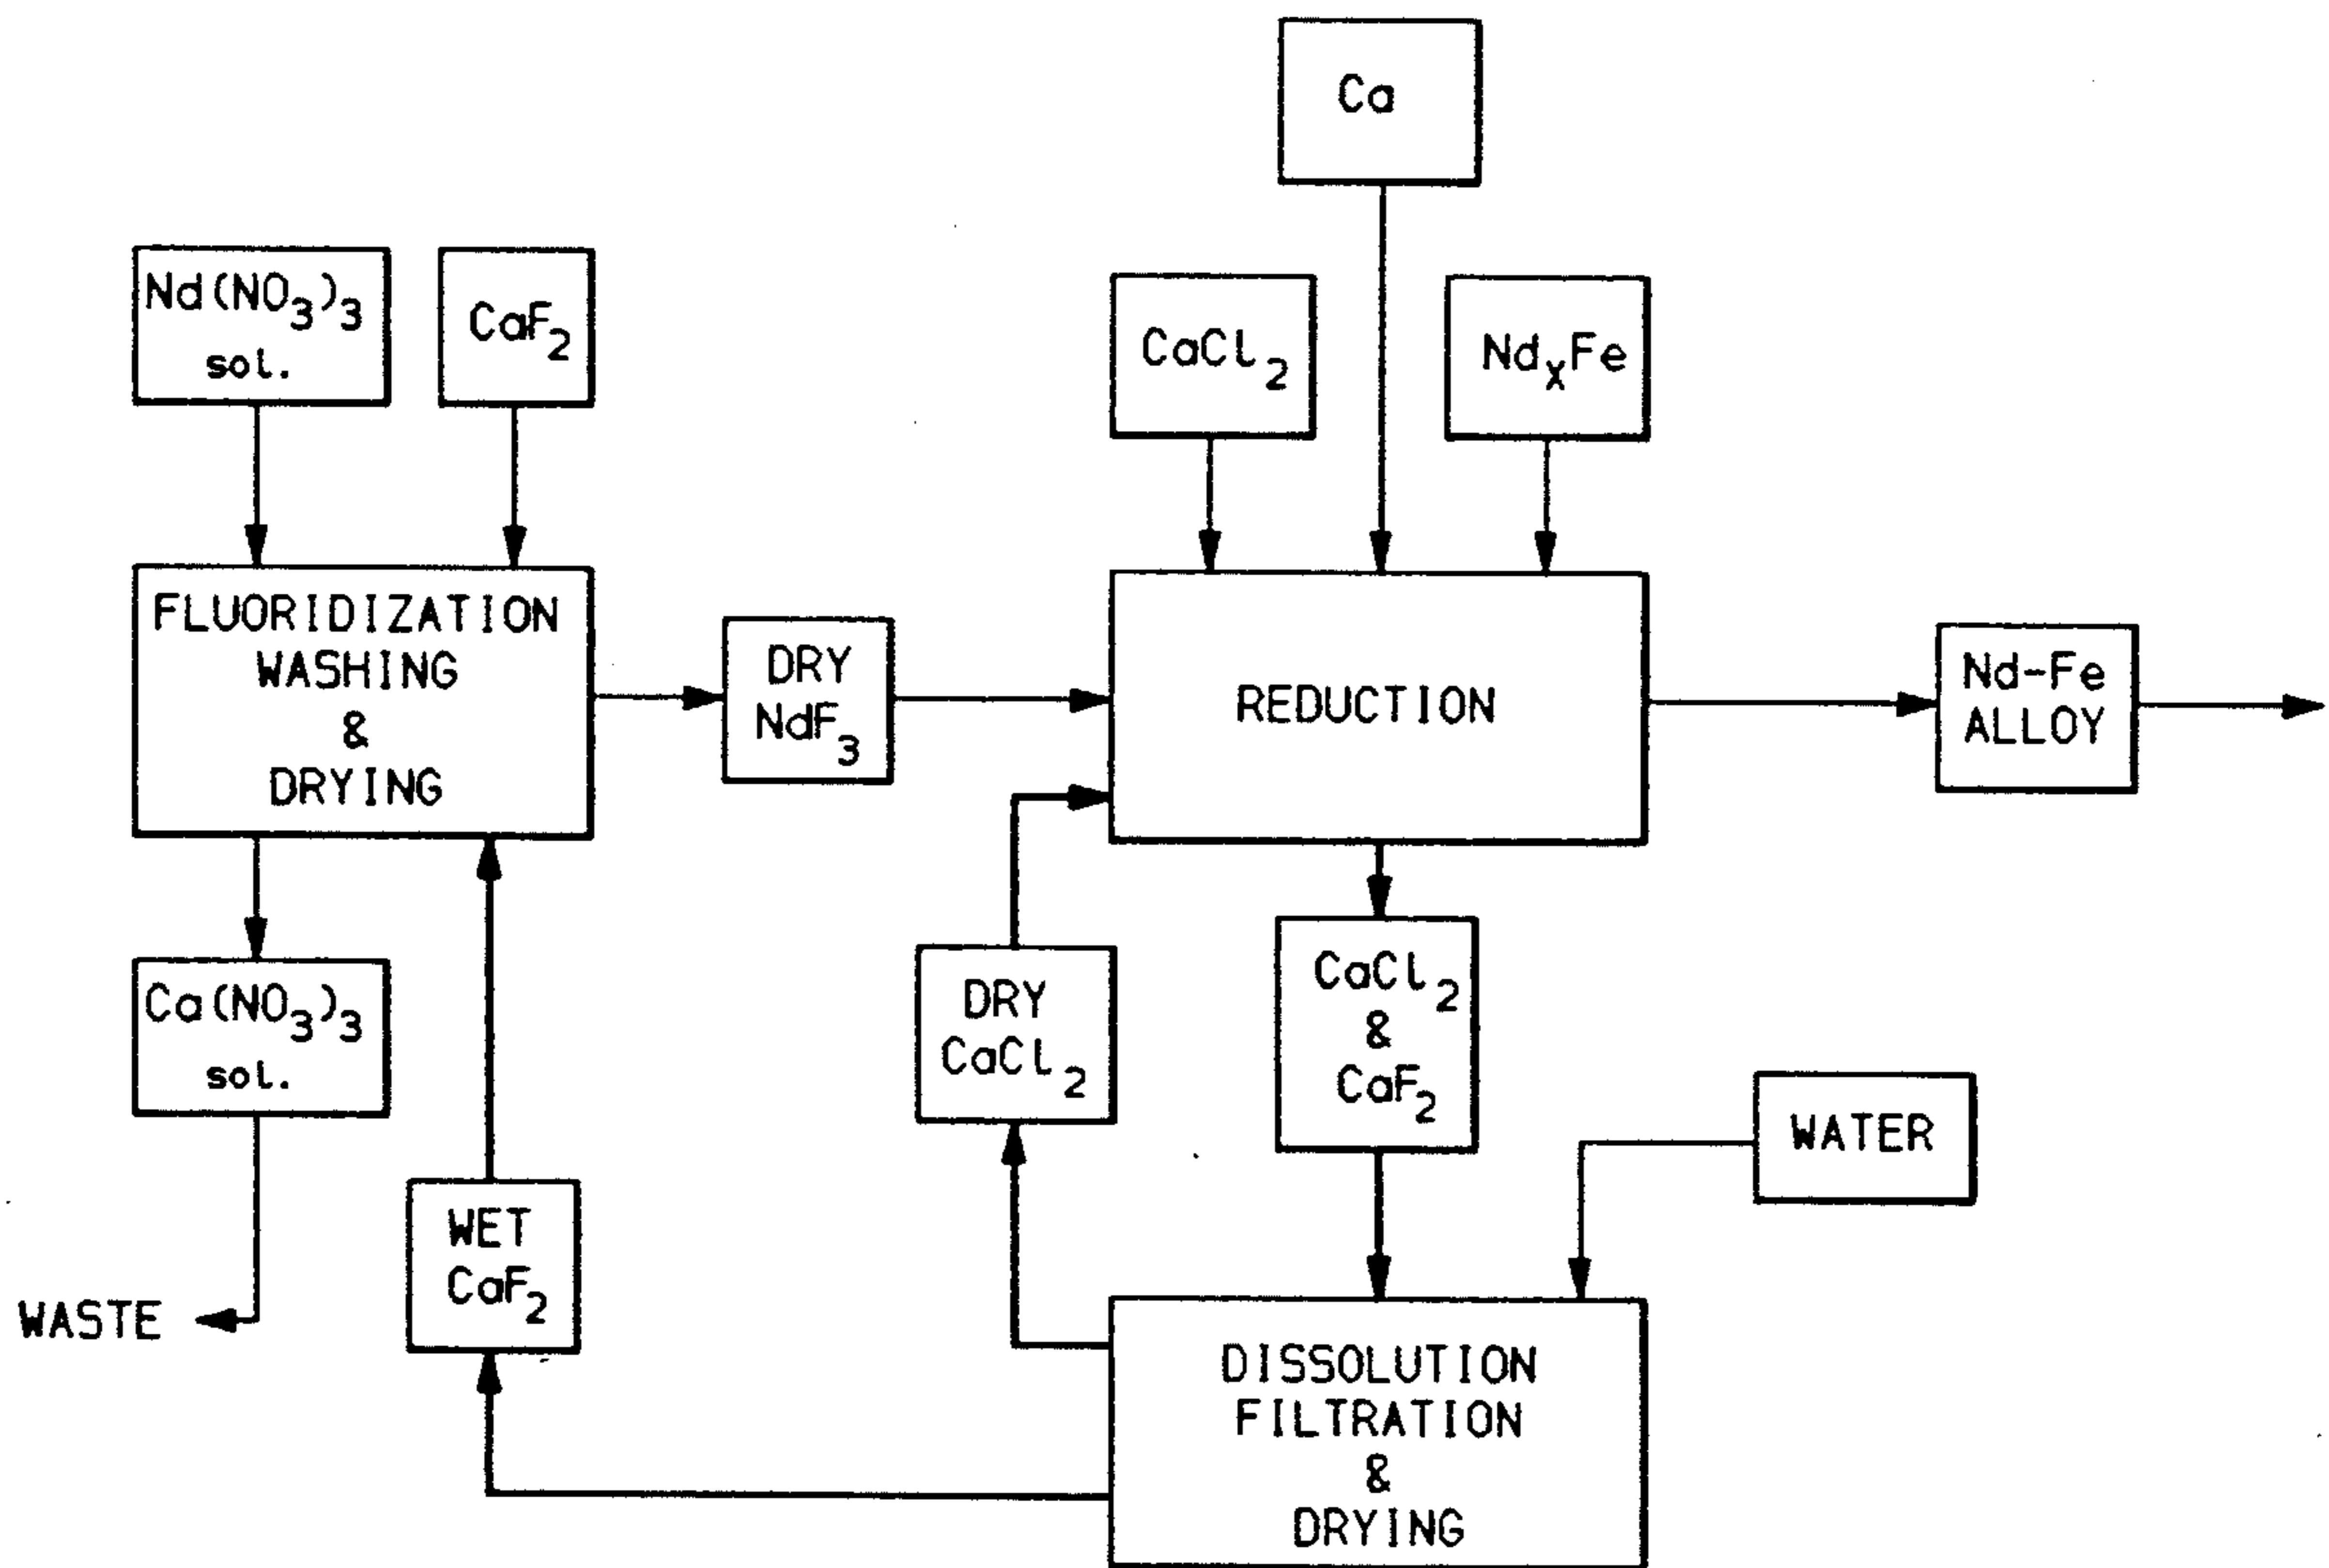 Ca
Nd(NO3)3
sol.
CaF2
CaCl2
NdxFe
FLUORIDIZATION
WASHING
&
DRYING
DRY
NdF3
REDUCTION
Nd-Fe
ALLOY
Ca(NO3)3
sol.
DRY
CaCl2
CaCl2
&
CaF2
WATER
WET
CaF2
WASTE
DISSOLUTION
FILTRATION
&
DRYING